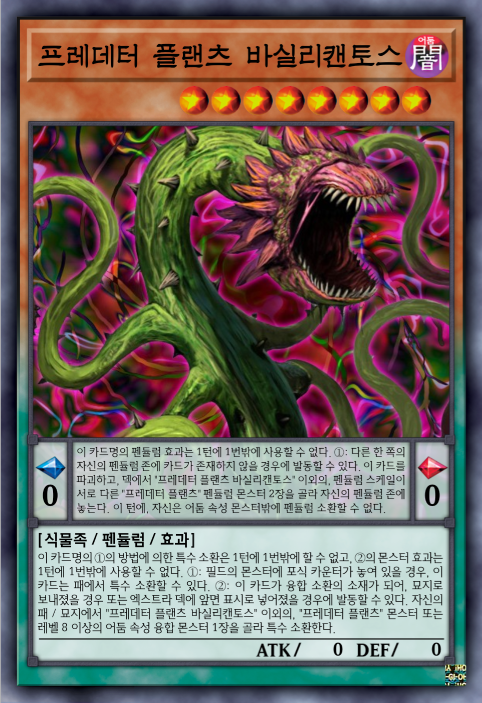 프레데터 플랜츠 바실리캔토스
어둠
闇
이 카드명의 펜듈럼 효과는 1턴에 1번밖에 사용할 수 없다. ①: 다른 한 쪽의
자신의 펜듈럼 존에 카드가 존재하지 않을 경우에 발동할 수 있다. 이 카드를
파괴하고, 덱에서 "프레데터 플랜츠 바실리캔토스" 이외의, 펜듈럼 스케일이
서로 다른 "프레데터 플랜츠" 펜듈럼 몬스터 2장을 골라 자신의 펜듈럼 존에
놓는다. 이 턴에, 자신은 어둠 속성 몬스터밖에 펜듈럼 소환할 수 없다.
0
0
[식물족 / 펜듈럼 / 효과]
이 카드명의 ①의 방법에 의한 특수 소환은 1턴에 1번밖에 할 수 없고, ②의 몬스터 효과는
1턴에 1번밖에 사용할 수 없다. ①: 필드의 몬스터에 포식 카운터가 놓여 있을 경우, 이
카드는 패에서 특수 소환할 수 있다. ②: 이 카드가 융합 소환의 소재가 되어, 묘지로
보내졌을 경우 또는 엑스트라 덱에 앞면 표시로 넣어졌을 경우에 발동할 수 있다. 자신의
패 / 묘지에서 "프레데터 플랜츠 바실리캔토스" 이외의, "프레데터 플랜츠" 몬스터 또는
레벨 8 이상의 어둠 속성 융합 몬스터 1장을 골라 특수 소환한다.
ATK/ 0 DEF/ 0